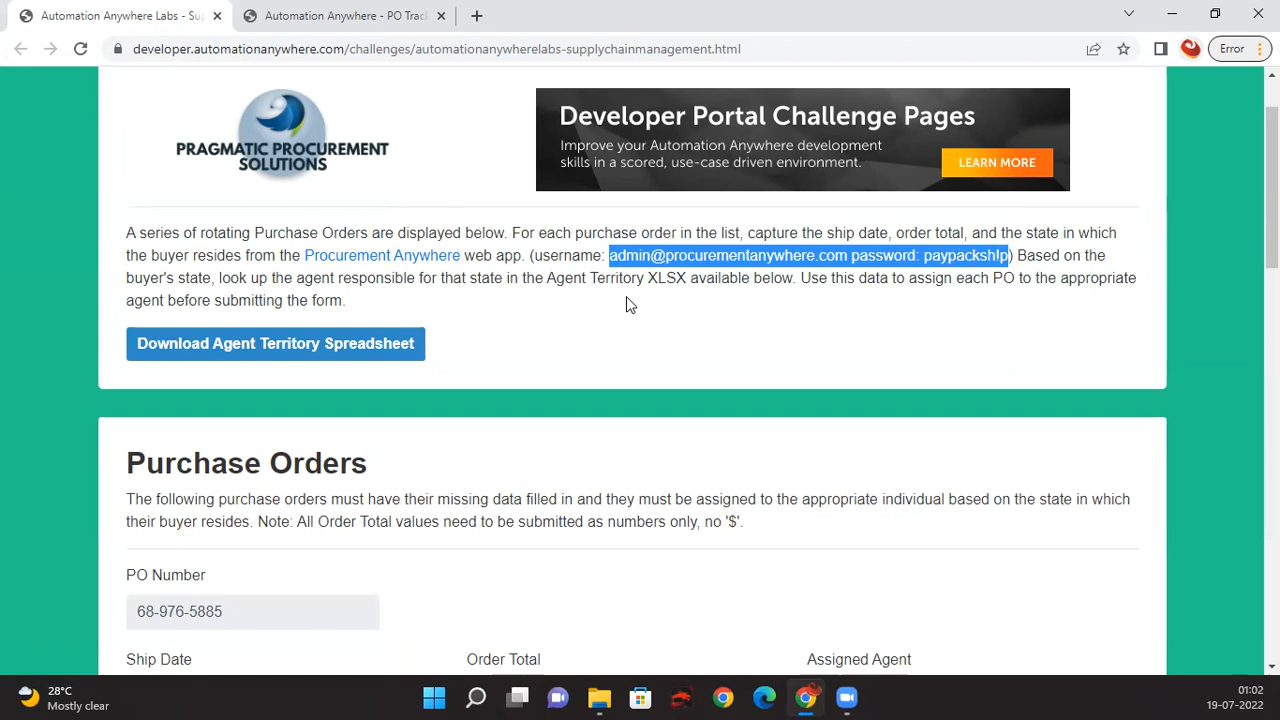 Automation Anywhere Labs - Su
Automation Anywhere - PO Track
developer.automationanywhere.com/challenges/automationanywherelabs-supplychainmanagement.html
Error
PRAGMATIC PROCUREMENT
SOLUTIONS
Developer Portal Challenge Pages
Improve your Automation Anywhere development
skills in a scored, use-case driven environment.
LEARN MORE
A series of rotating Purchase Orders are displayed below. For each purchase order in the list, capture the ship date, order total, and the state in which
the buyer resides from the Procurement Anywhere web app. (username: admin@procurementanywhere.com password: paypacksh!p) Based on the
buyer's state, look up the agent responsible for that state in the Agent Territory XLSX available below. Use this data to assign each PO to the appropriate
agent before submitting the form.
Download Agent Territory Spreadsheet
Purchase Orders
The following purchase orders must have their missing data filled in and they must be assigned to the appropriate individual based on the state in which
their buyer resides. Note: All Order Total values need to be submitted as numbers only, no '$'.
PO Number
68-976-5885
Ship Date
Order Total
Assigned Agent
28°C
Mostly clear
01:02
19-07-2022